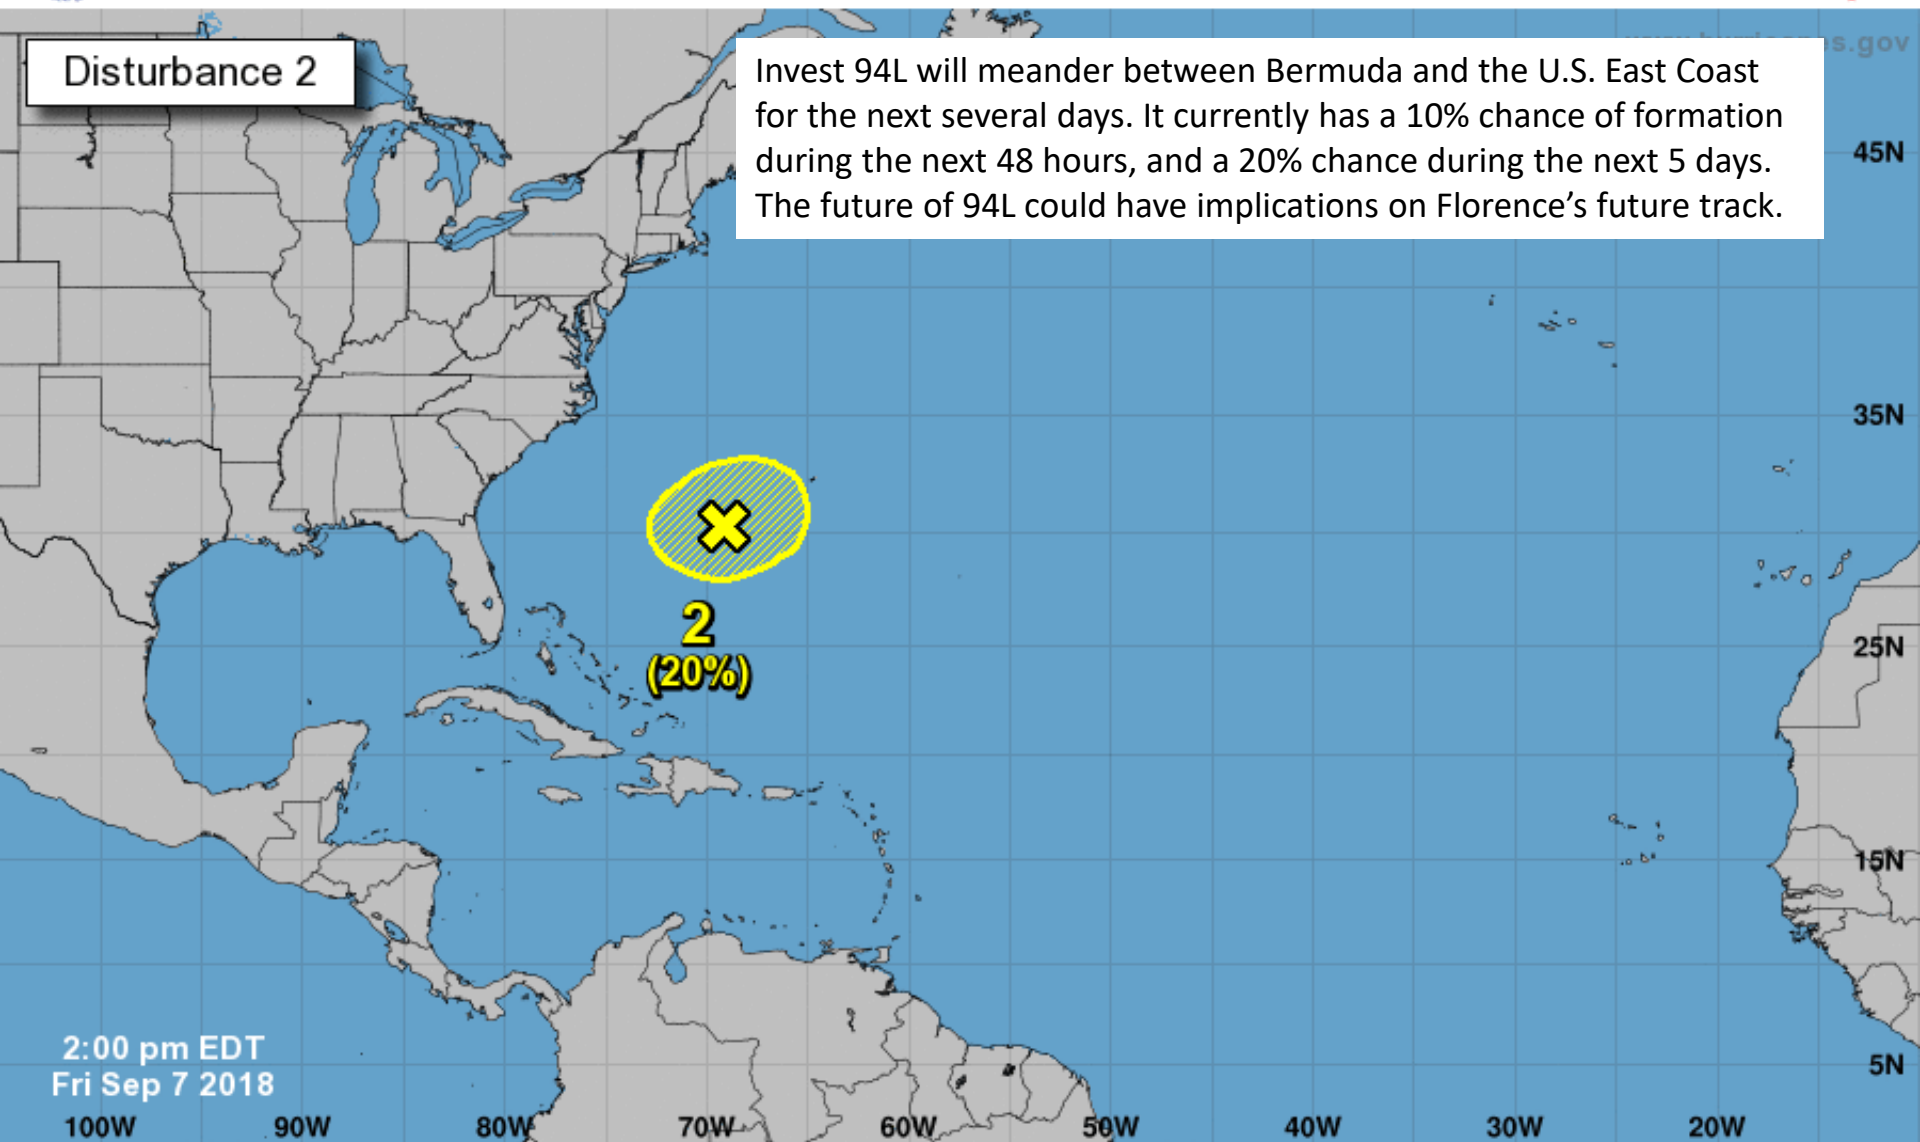 Disturbance 2
s.gov
Invest 94L will meander between Bermuda and the U.S. East Coast
for the next several days. It currently has a 10% chance of formation
during the next 48 hours, and a 20% chance during the next 5 days.
The future of 94L could have implications on Florence’s future track.
45N
35N
2
(20%)
25N
15N
5N
2:00 pm EDT
Fri Sep 7 2018
100W 90W 80W 70W 60W 50W 40W 30W 20W